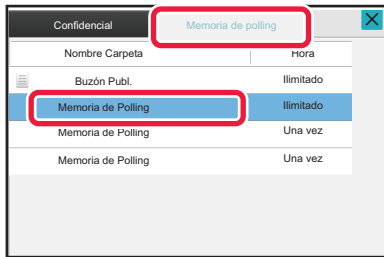 Confidencial Memoria de polling
Nombre Carpeta Hora
Buzón Publ. Ilimitado
Memoria de Polling Ilimitado
Memoria de Polling Una vez
Memoria de Polling Una vez